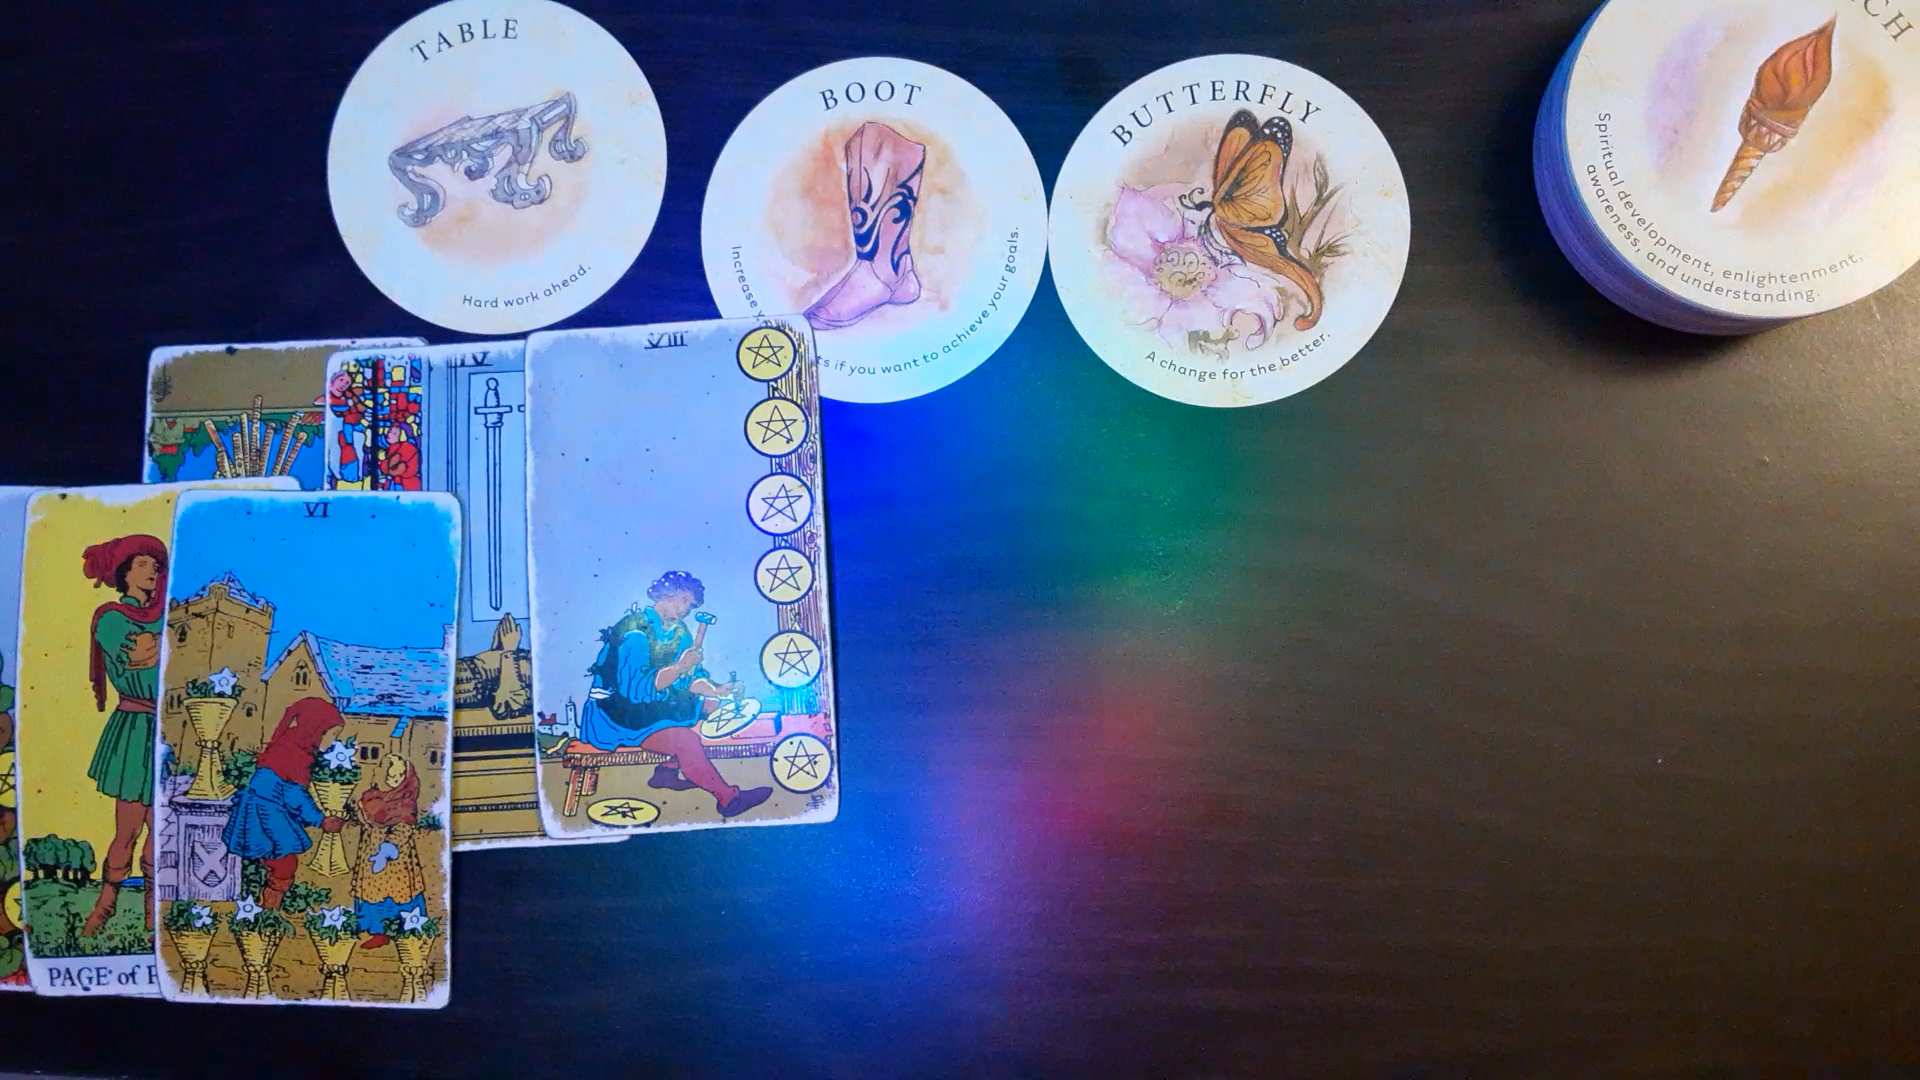 TABLE
Hard work ahead.
BOOT
Increase
if you want to achieve your goals.
BUTTERFLY
A change for the better.
Spiritual development, enlightenment,
awareness, and understanding.
VIII
VI
PAGE of